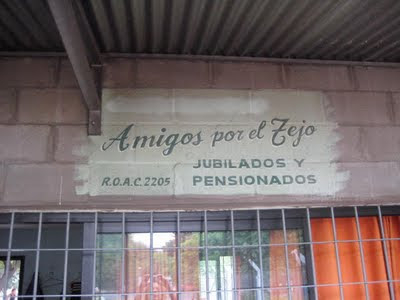 Amigos por el Tejo
JUBILADOS Y
R.O.A.C. 2205 PENSIONADOS